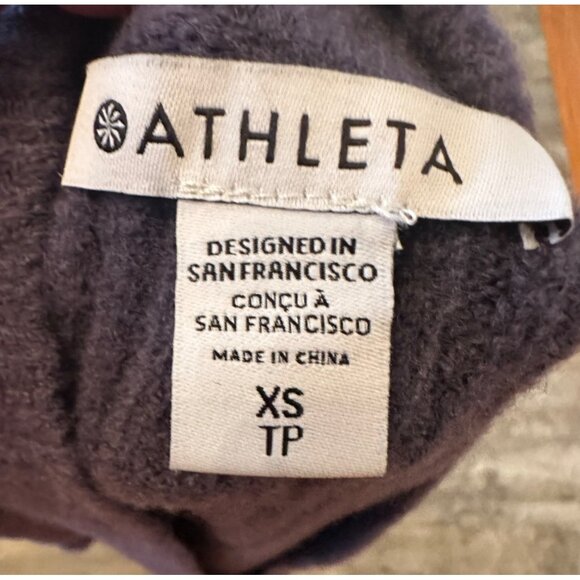 ATHLETA
DESIGNED IN
SAN FRANCISCO
CONÇU À
SAN FRANCISCO
MADE IN CHINA
XS
TP